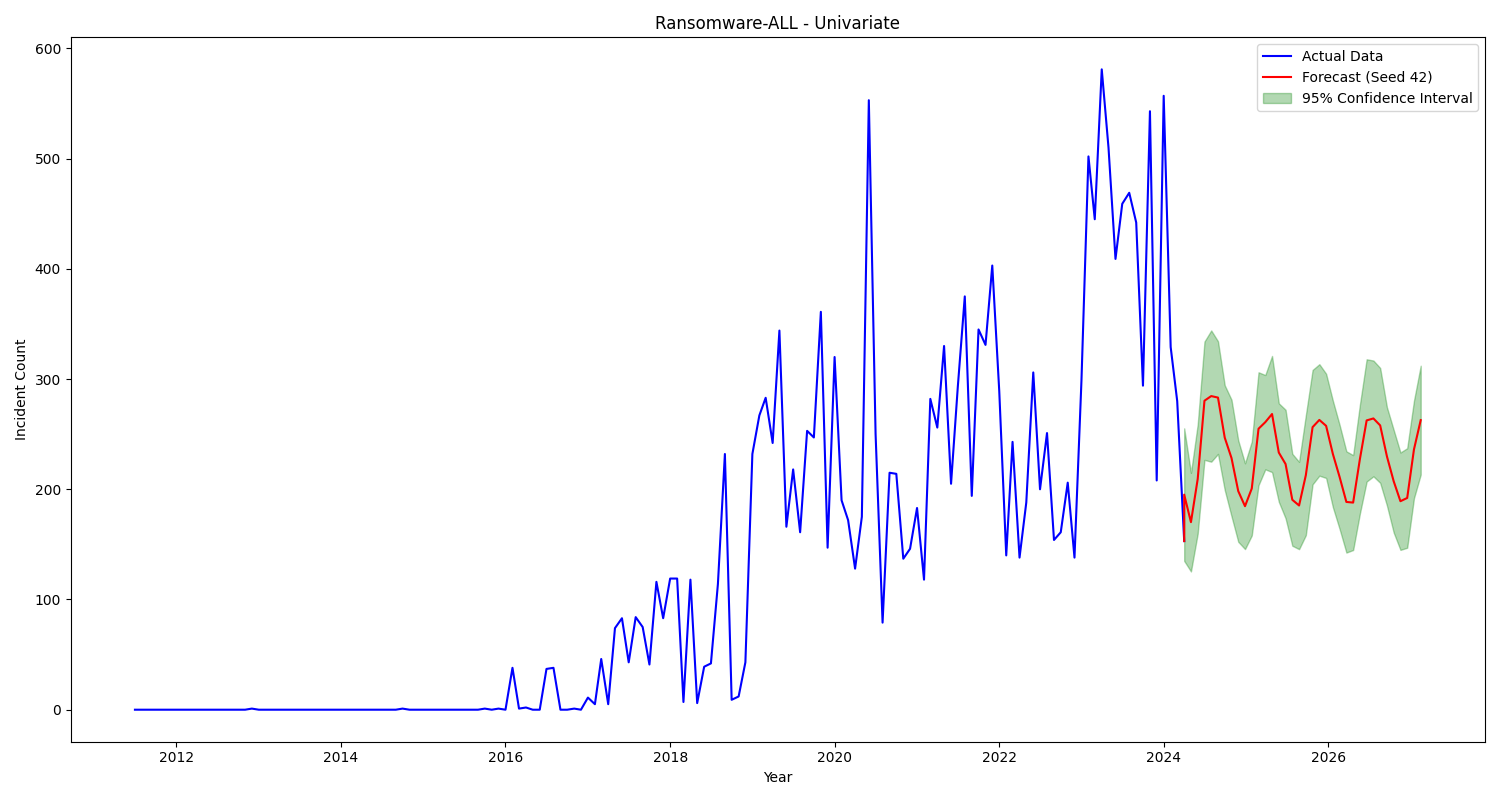 Ransomware-ALL - Univariate
Actual Data
Forecast (Seed 42)
95% Confidence Interval
Incident Count
600
500
400
300
200
100
0
2012 2014 2016 2018 2020 2022 2024 2026
Year